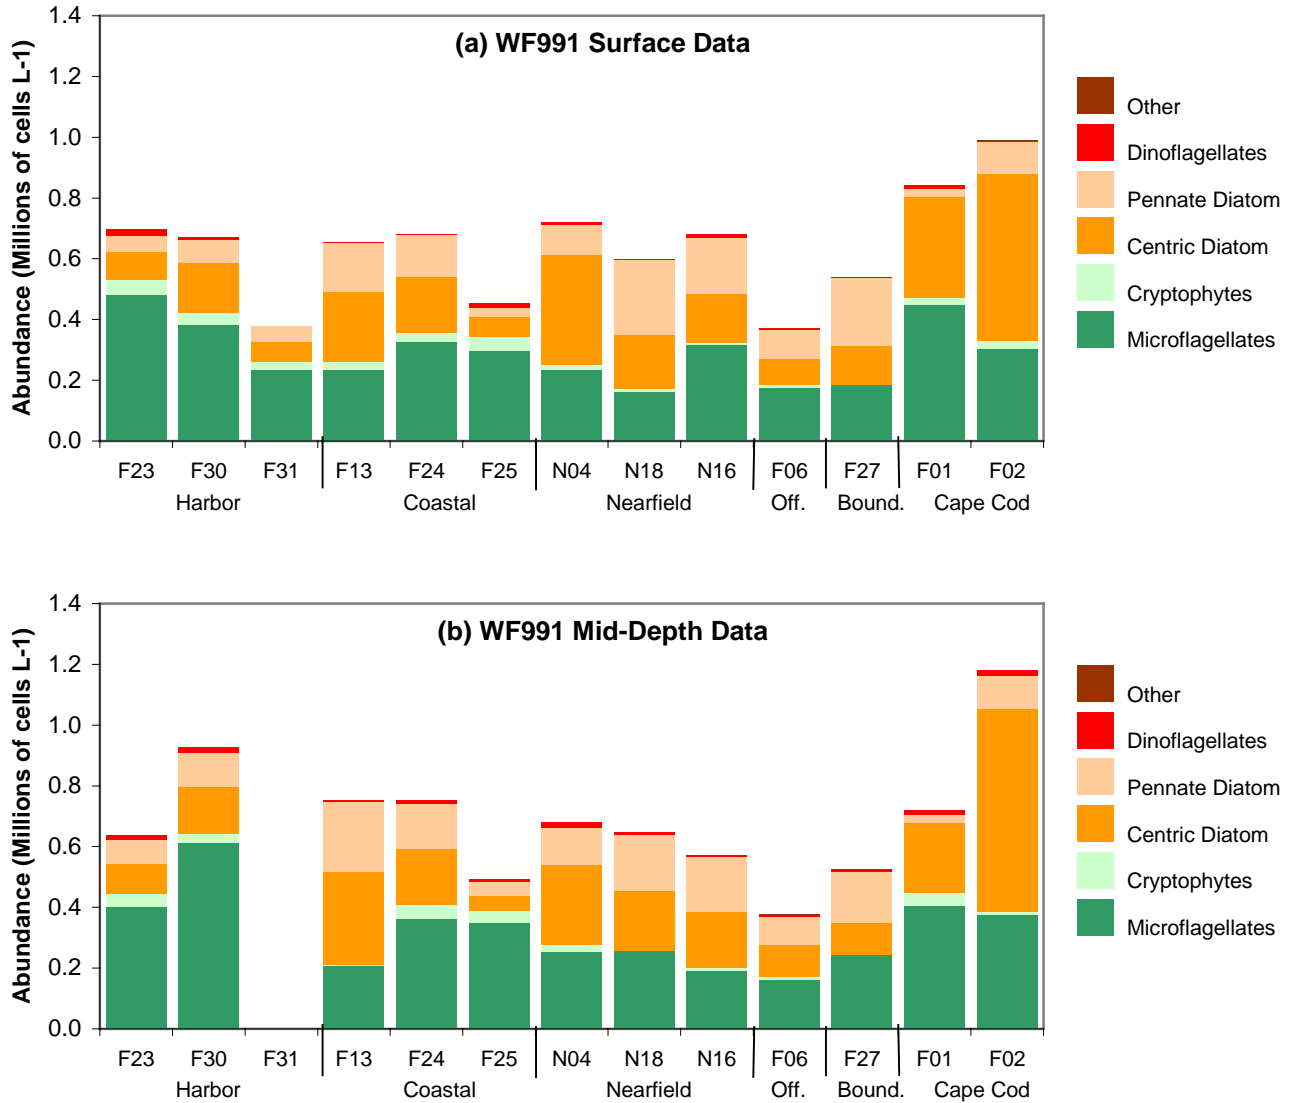 (a) WF991 Surface Data
Abundance (Millions of cells L-1)
1.4
1.2
1.0
0.8
0.6
0.4
0.2
0.0
F23 F30 F31 F13 F24 F25 N04 N18 N16 F06 F27 F01 F02
Harbor Coastal Nearfield Off. Bound. Cape Cod
Other
Dinoflagellates
Pennate Diatom
Centric Diatom
Cryptophytes
Microflagellates
(b) WF991 Mid-Depth Data
Abundance (Millions of cells L-1)
1.4
1.2
1.0
0.8
0.6
0.4
0.2
0.0
F23 F30 F31 F13 F24 F25 N04 N18 N16 F06 F27 F01 F02
Harbor Coastal Nearfield Off. Bound. Cape Cod
Other
Dinoflagellates
Pennate Diatom
Centric Diatom
Cryptophytes
Microflagellates